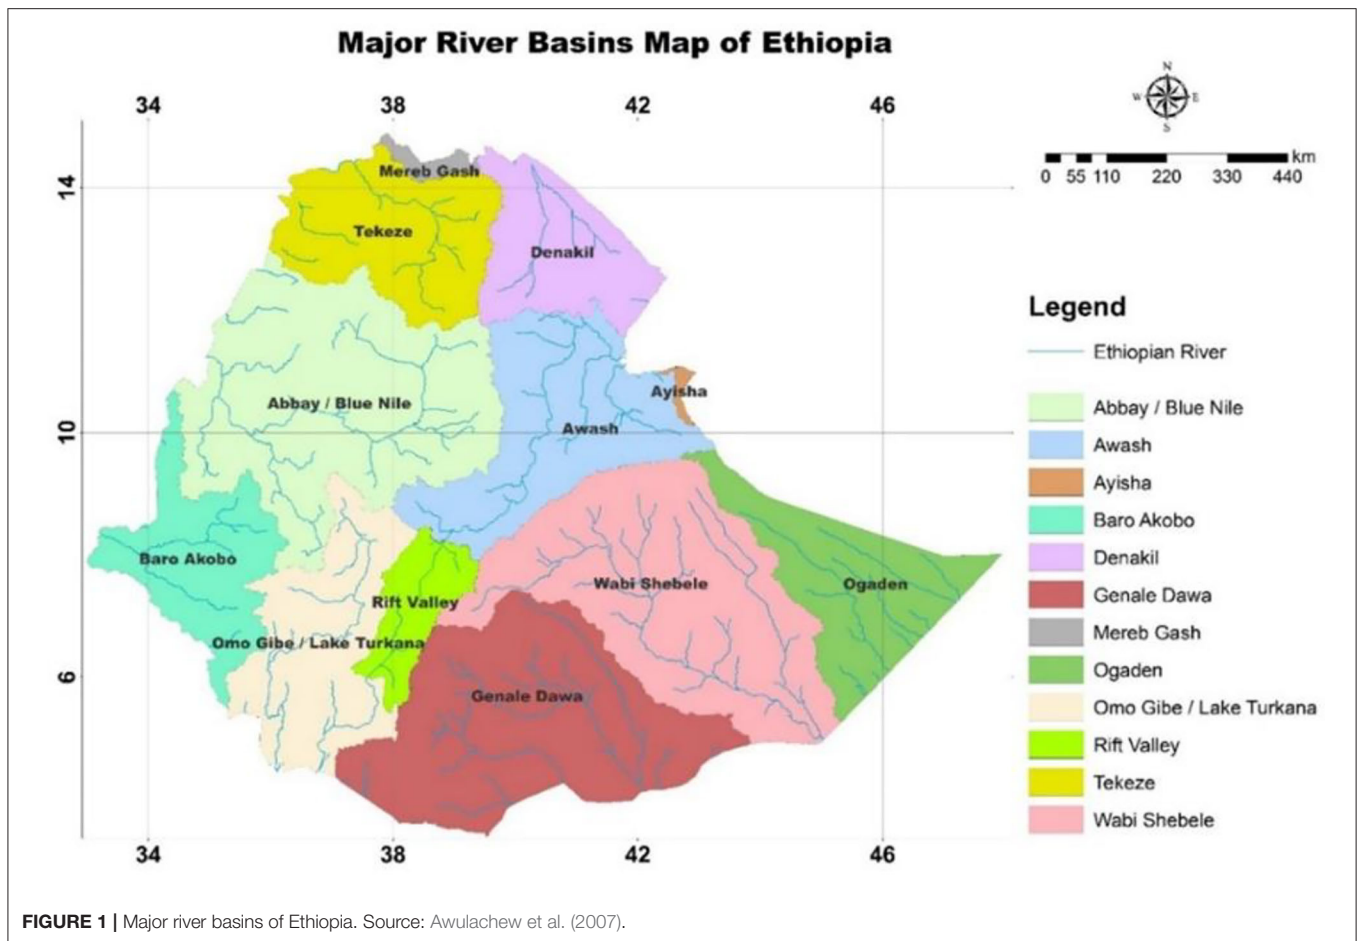 Major River Basins Map of Ethiopia
N
W E
S
34 38 42 46
km
0 55 110 220 330 440
14
10
6
Mereb Gash
Tekeze
Denakil
Ayisha
Abbay / Blue Nile
Awash
Baro Akobo
Wabi Shebele
Ogaden
Rift Valley
Omo Gibe / Lake Turkana
Genale Dawa
34 38 42 46
Legend
Ethiopian River
Abbay / Blue Nile
Awash
Ayisha
Baro Akobo
Denakil
Genale Dawa
Mereb Gash
Ogaden
Omo Gibe / Lake Turkana
Rift Valley
Tekeze
Wabi Shebele
FIGURE 1 | Major river basins of Ethiopia. Source: Awulachew et al. (2007).